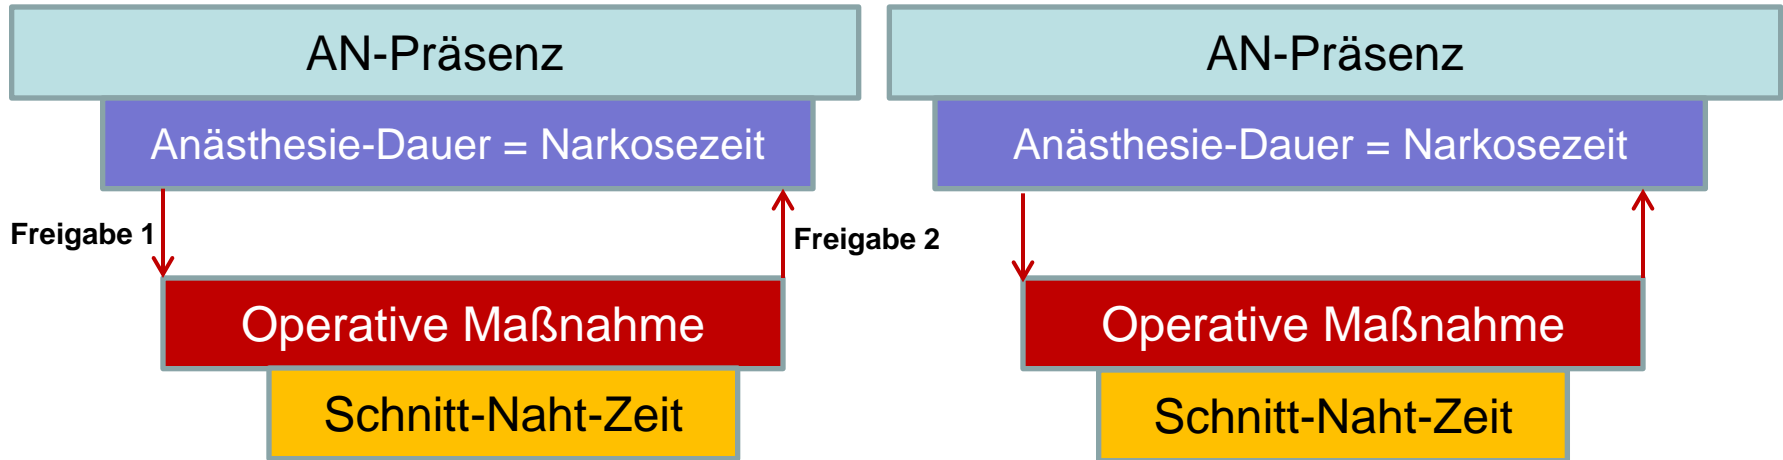 AN-Präsenz
Anästhesie-Dauer = Narkosezeit
Freigabe 1
Freigabe 2
Operative Maßnahme
Schnitt-Naht-Zeit
AN-Präsenz
Anästhesie-Dauer = Narkosezeit
Operative Maßnahme
Schnitt-Naht-Zeit